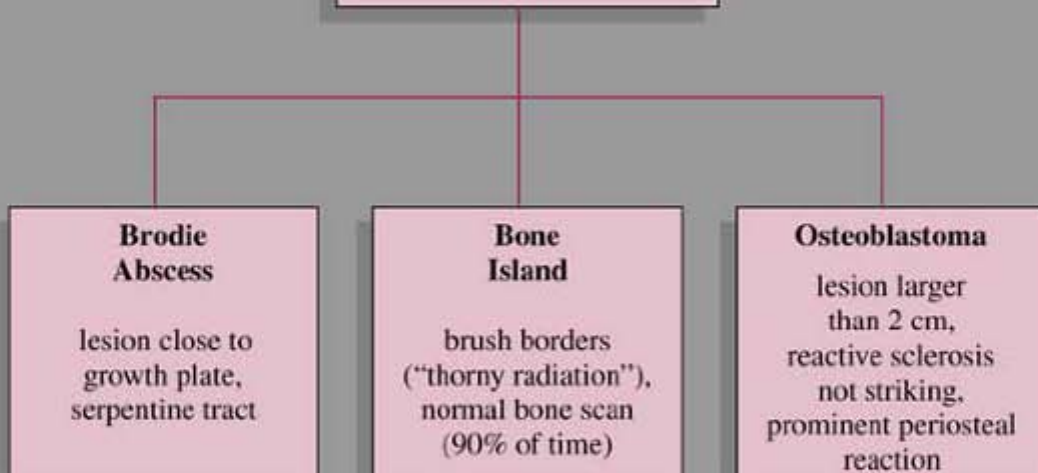 Brodie
Abscess
lesion close to
growth plate,
serpentine tract
Bone
Island
brush borders
(“thorny radiation”),
normal bone scan
(90% of time)
Osteoblastoma
lesion larger
than 2 cm,
reactive sclerosis
not striking,
prominent periosteal
reaction